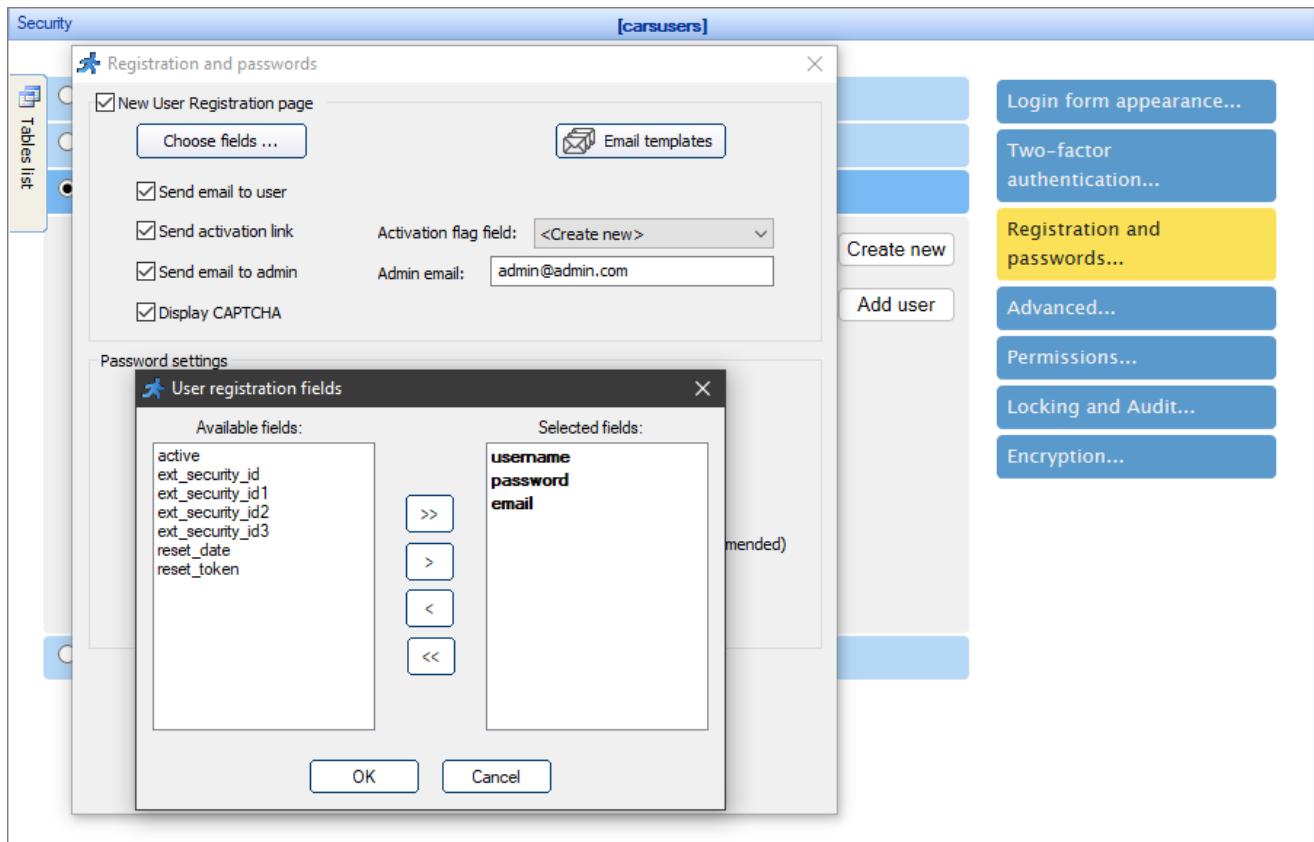 Security
[carsusers]
Tables list
Registration and passwords
New User Registration page
Choose fields ...
Email templates
Send email to user
Send activation link
Activation flag field:
<Create new>
Send email to admin
Admin email:
admin@admin.com
Display CAPTCHA
Password settings
mended)
User registration fields
Available fields:
active
ext_security_id
ext_security_id1
ext_security_id2
ext_security_id3
reset_date
reset_token
>>
>
<
<<
Selected fields:
username
password
email
OK
Cancel
Create new
Add user
Login form appearance...
Two-factor
authentication...
Registration and
passwords...
Advanced...
Permissions...
Locking and Audit...
Encryption...